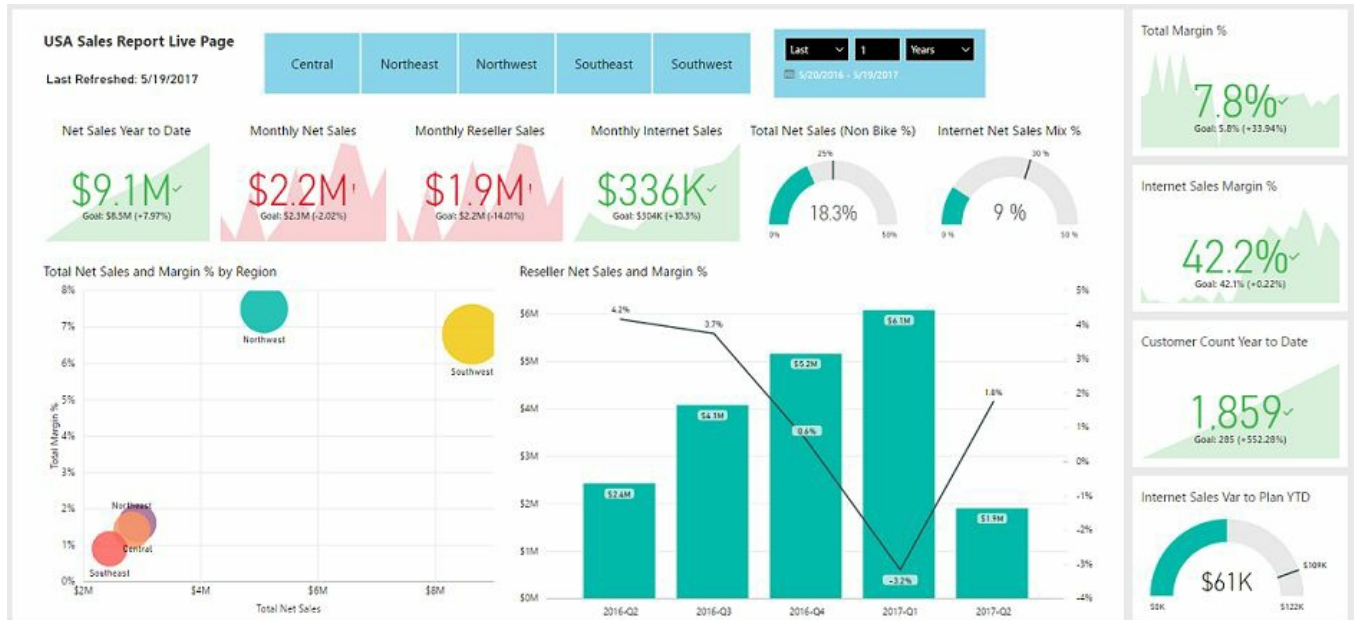 USA Sales Report Live Page
Last Refreshed: 5/19/2017
Central Northeast Northwest Southeast Southwest
Last 1 Years
5/20/2016 - 5/19/2017
Net Sales Year to Date
$9.1M
Goal: $8.5M (+7.97%)
Monthly Net Sales
$2.2M!
Goal: $2.3M (-2.02%)
Monthly Reseller Sales
$1.9M!
Goal: $2.2M (-14.01%)
Monthly Internet Sales
$336K
Goal: $304K (+10.3%)
Total Net Sales (Non Bike %)
25%
18.3%
0% 50%
Internet Net Sales Mix %
30 %
9 %
0 % 50 %
Total Net Sales and Margin % by Region
8%
7%
6%
5%
4%
3%
2%
1%
0%
Total Margin %
Northwest
Southwest
Northeast
Central
Southeast
$2M $4M $6M $8M
Total Net Sales
Reseller Net Sales and Margin %
$6M
$5M
$4M
$3M
$2M
$1M
$0M
4.2%
3.7%
0.6%
-3.2%
1.8%
$2.4M
$4.1M
$5.2M
$6.1M
$1.9M
5%
4%
3%
2%
1%
0%
-1%
-2%
-3%
-4%
2016-Q2 2016-Q3 2016-Q4 2017-Q1 2017-Q2
Total Margin %
7.8%
Goal: 5.8% (+33.94%)
Internet Sales Margin %
42.2%
Goal: 42.1% (+0.22%)
Customer Count Year to Date
1,859
Goal: 285 (+552.28%)
Internet Sales Var to Plan YTD
$109K
$61K
$0K $122K